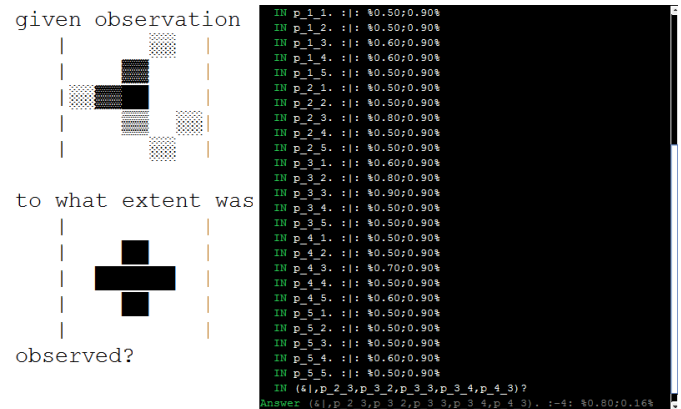 given observation
to what extent was
observed?
IN p_1_1. :|: %0.50;0.90%
IN p_1_2. :|: %0.50;0.90%
IN p_1_3. :|: %0.60;0.90%
IN p_1_4. :|: %0.60;0.90%
IN p_1_5. :|: %0.50;0.90%
IN p_2_1. :|: %0.50;0.90%
IN p_2_2. :|: %0.50;0.90%
IN p_2_3. :|: %0.80;0.90%
IN p_2_4. :|: %0.50;0.90%
IN p_2_5. :|: %0.50;0.90%
IN p_3_1. :|: %0.60;0.90%
IN p_3_2. :|: %0.80;0.90%
IN p_3_3. :|: %0.90;0.90%
IN p_3_4. :|: %0.50;0.90%
IN p_3_5. :|: %0.50;0.90%
IN p_4_1. :|: %0.50;0.90%
IN p_4_2. :|: %0.50;0.90%
IN p_4_3. :|: %0.70;0.90%
IN p_4_4. :|: %0.50;0.90%
IN p_4_5. :|: %0.60;0.90%
IN p_5_1. :|: %0.50;0.90%
IN p_5_2. :|: %0.50;0.90%
IN p_5_3. :|: %0.50;0.90%
IN p_5_4. :|: %0.60;0.90%
IN p_5_5. :|: %0.50;0.90%
IN (&|,p_2_3,p_3_2,p_3_3,p_3_4,p_4_3)?
Answer (&|,p_2_3,p_3_2,p_3_3,p_3_4,p_4_3). :-4: %0.80;0.16%